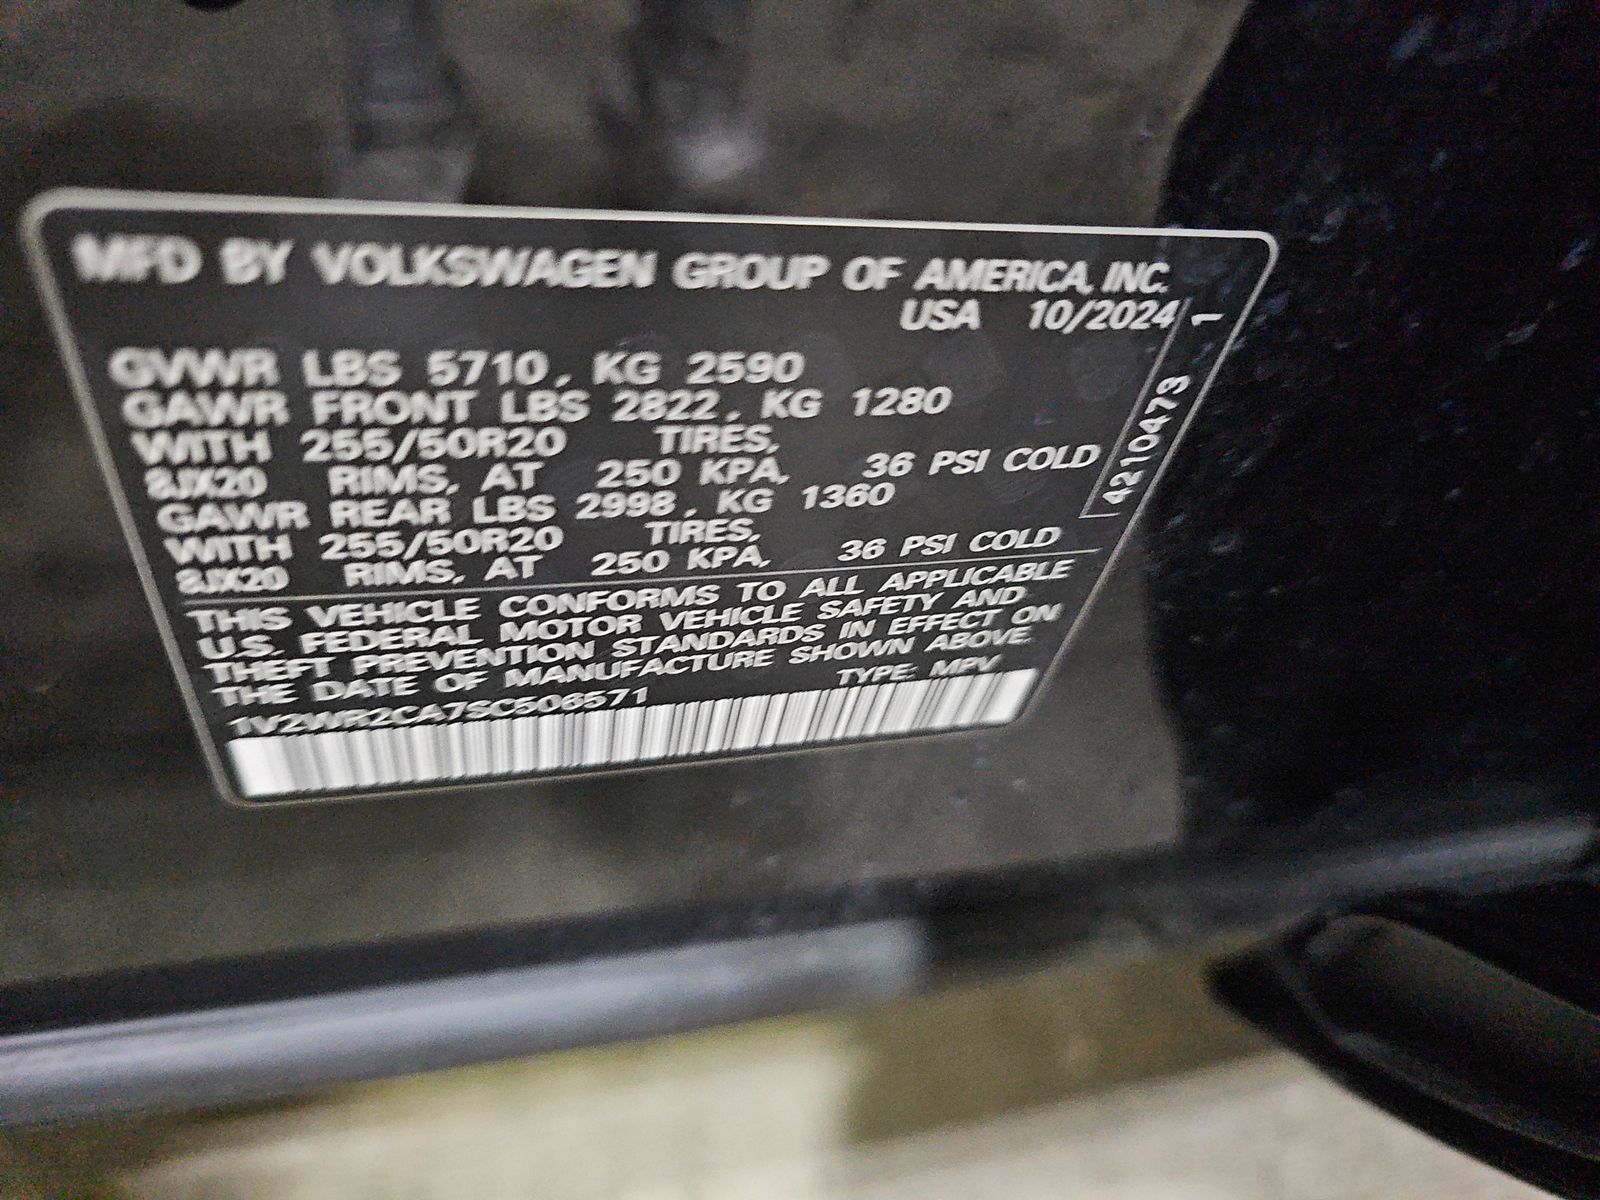 MFD BY VOLKSWAGEN GROUP OF AMERICA, INC.
USA 10/2024
GVWR LBS 5710, KG 2590
GAWR FRONT LBS 2822, KG 1280
WITH 255/50R20 TIRES,
8JX20 RIMS, AT 250 KPA, 36 PSI COLD
GAWR REAR LBS 2998, KG 1360
WITH 255/50R20 TIRES,
8JX20 RIMS, AT 250 KPA, 36 PSI COLD
THIS VEHICLE CONFORMS TO ALL APPLICABLE
U.S. FEDERAL MOTOR VEHICLE SAFETY AND
THEFT PREVENTION STANDARDS IN EFFECT ON
THE DATE OF MANUFACTURE SHOWN ABOVE.
1V2WR2CA7SC506571 TYPE: MPV
4210473 1